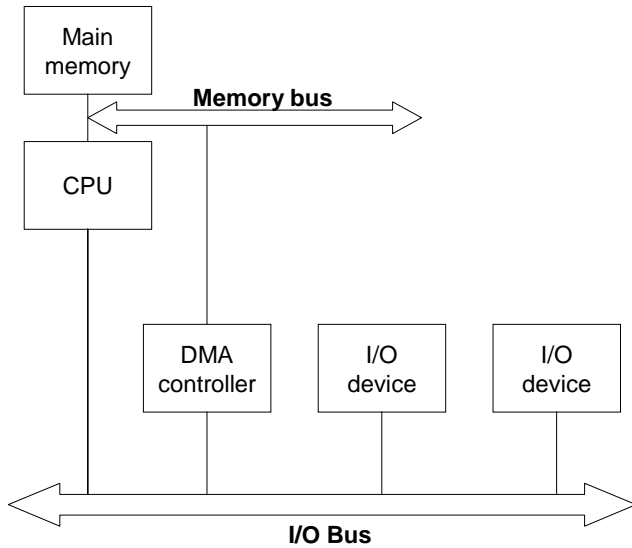 Main
memory
Memory bus
CPU
DMA
controller
I/O
device
I/O
device
I/O Bus